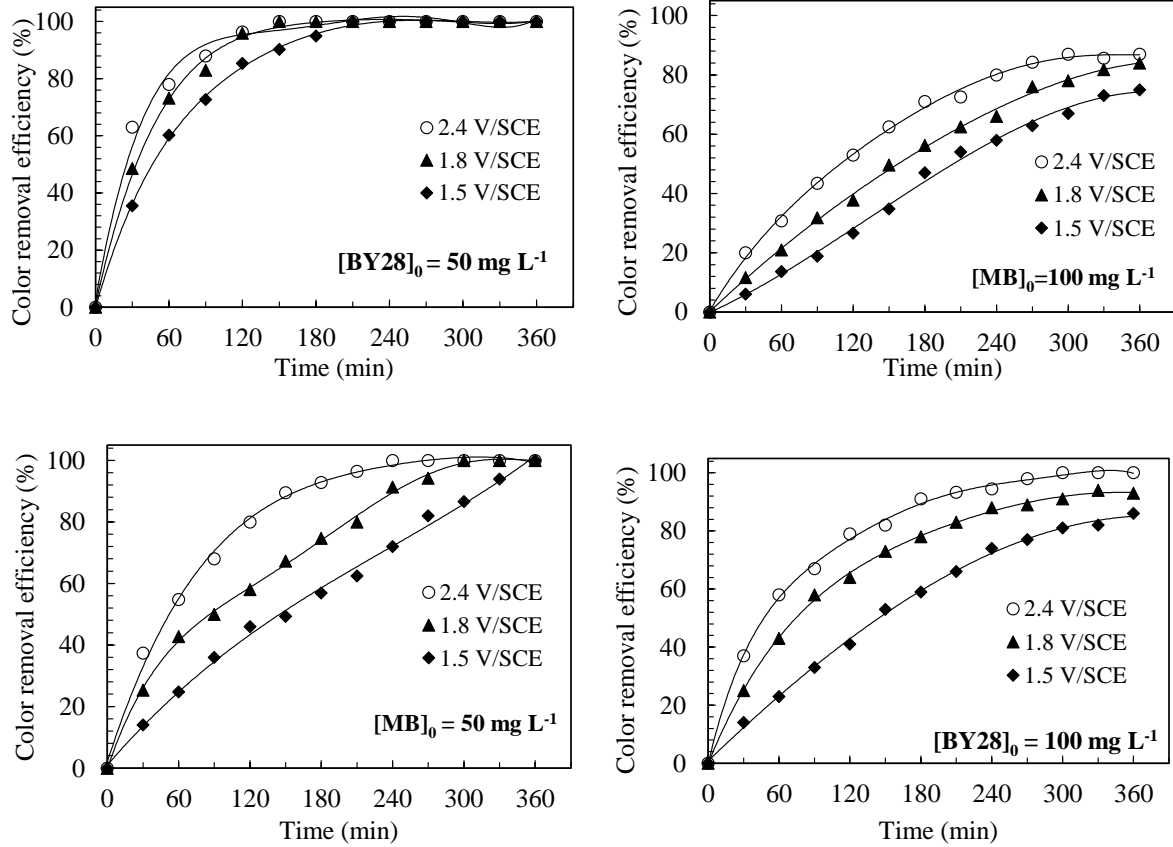 Color removal efficiency (%)
100
80
60
40
20
0
2.4 V/SCE
1.8 V/SCE
1.5 V/SCE
[BY28]0 = 50 mg L-1
0 60 120 180 240 300 360
Time (min)
Color removal efficiency (%)
100
80
60
40
20
0
2.4 V/SCE
1.8 V/SCE
1.5 V/SCE
[MB]0=100 mg L-1
0 60 120 180 240 300 360
Time (min)
Color removal efficiency (%)
100
80
60
40
20
0
2.4 V/SCE
1.8 V/SCE
1.5 V/SCE
[MB]0 = 50 mg L-1
0 60 120 180 240 300 360
Time (min)
Color removal efficiency (%)
100
80
60
40
20
0
2.4 V/SCE
1.8 V/SCE
1.5 V/SCE
[BY28]0 = 100 mg L-1
0 60 120 180 240 300 360
Time (min)